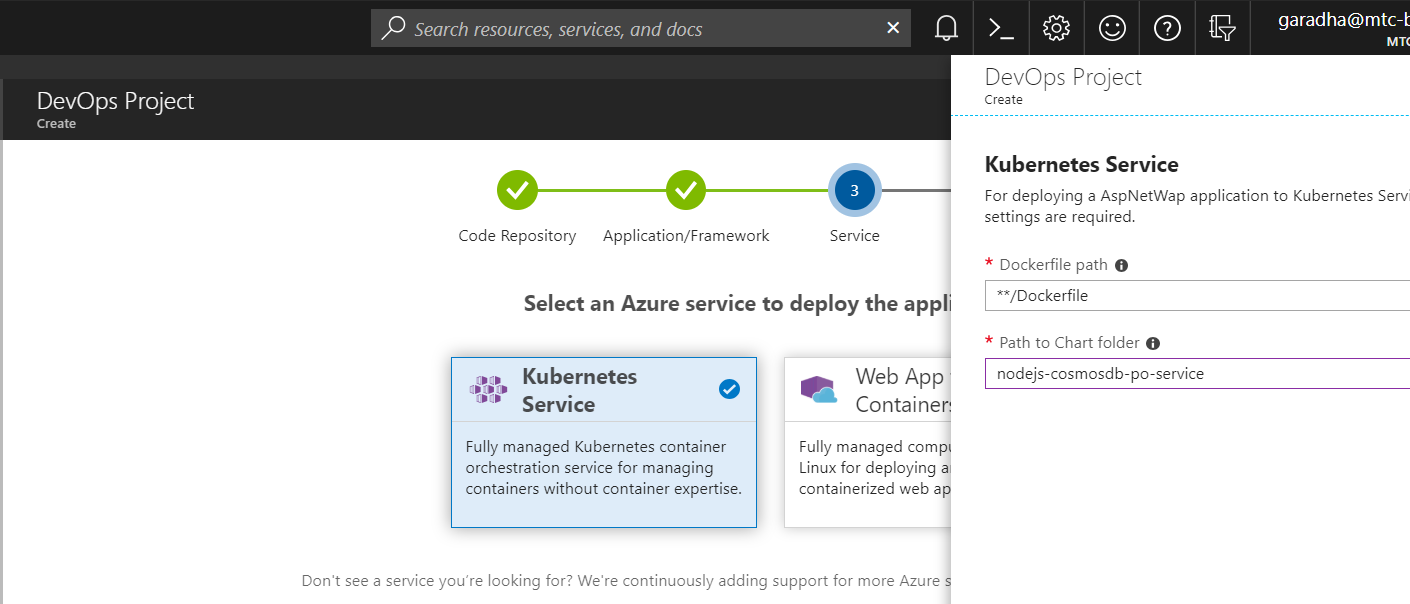 Search resources, services, and docs
garadha@mtc-b
MTC
DevOps Project
Create
3
Code Repository
Application/Framework
Service
Select an Azure service to deploy the appli
Kubernetes
Service
Fully managed Kubernetes container
orchestration service for managing
containers without container expertise.
Web App
Containers
Fully managed compu
Linux for deploying a
containerized web ap
Don't see a service you're looking for? We're continuously adding support for more Azure s
DevOps Project
Create
Kubernetes Service
For deploying a AspNetWap application to Kubernetes Servi
settings are required.
* Dockerfile path
**/Dockerfile
* Path to Chart folder
nodejs-cosmosdb-po-service